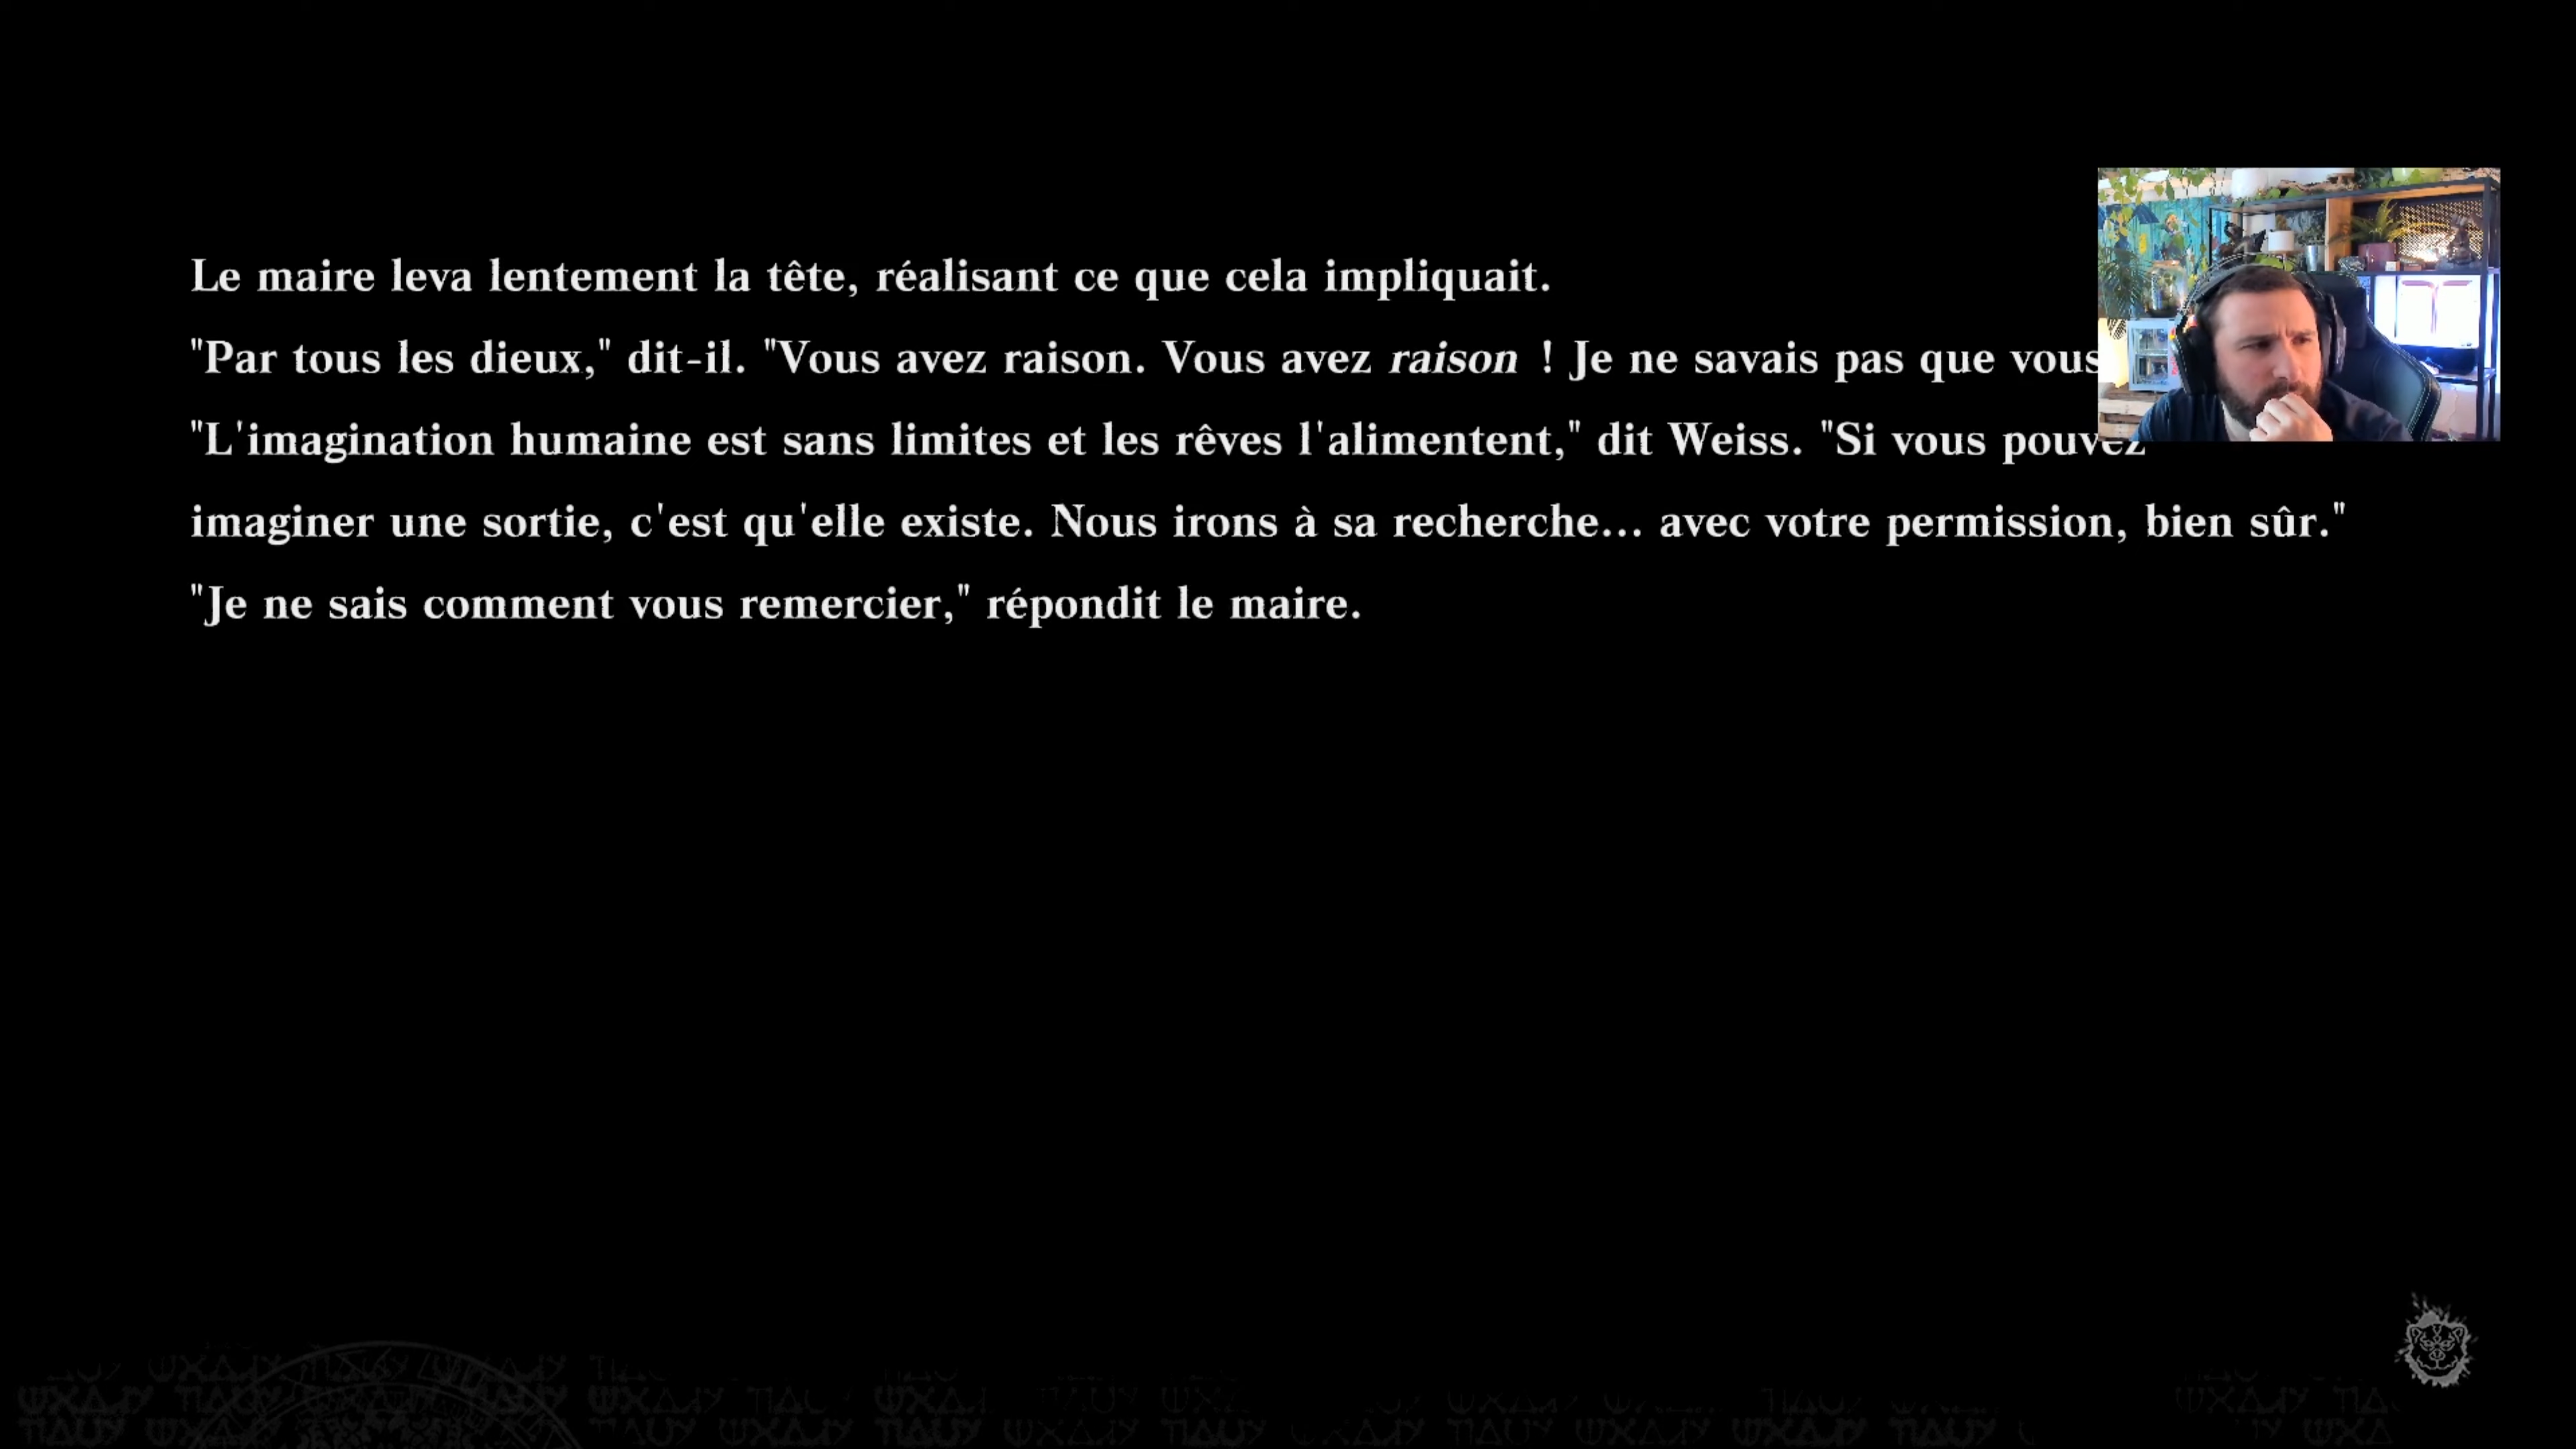 Le maire leva lentement la tête, réalisant ce que cela impliquait.
"Par tous les dieux," dit-il. "Vous avez raison. Vous avez raison ! Je ne savais pas que vous
"L'imagination humaine est sans limites et les rêves l'alimentent," dit Weiss. "Si vous pouvez
imaginer une sortie, c'est qu'elle existe. Nous irons à sa recherche... avec votre permission, bien sûr."
"Je ne sais comment vous remercier," répondit le maire.